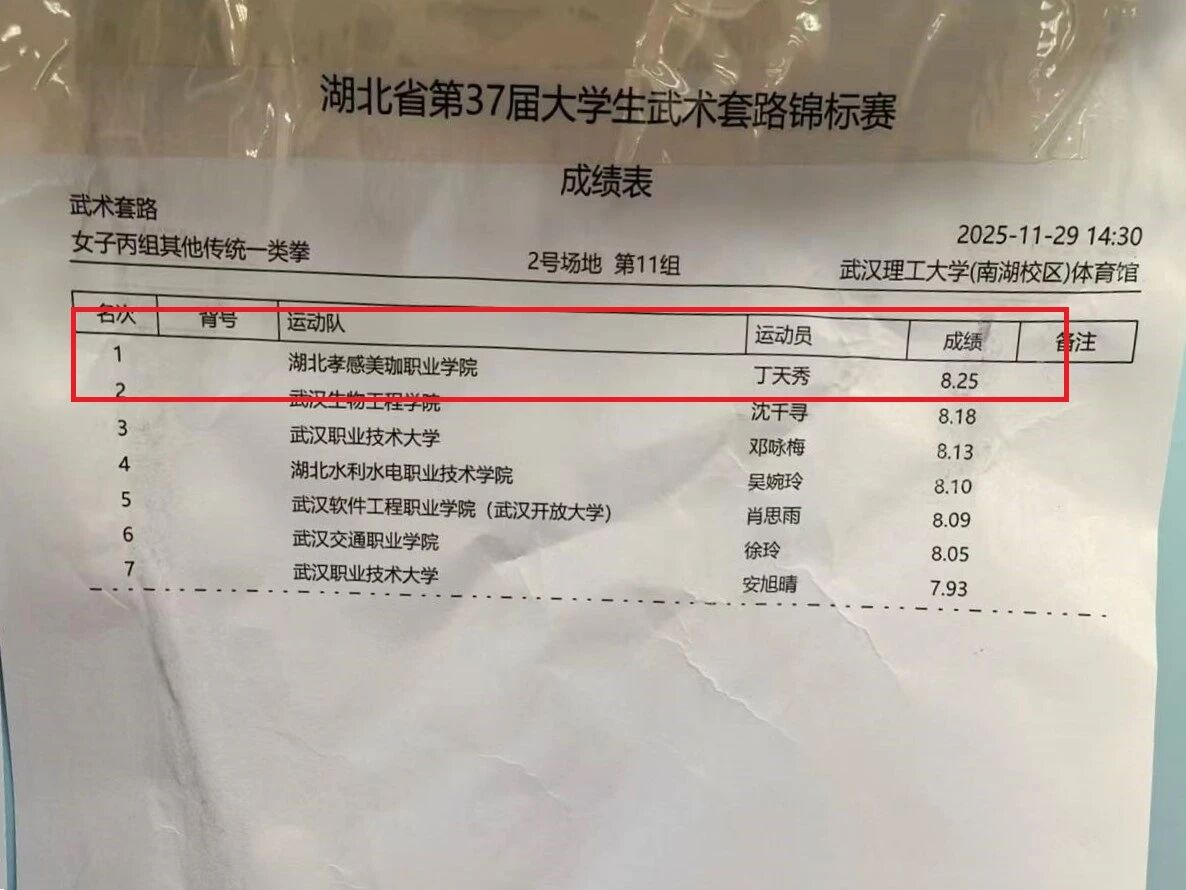 湖北省第37届大学生武术套路锦标赛
成绩表
武术套路
2025-11-29 14:30
女子丙组其他传统一类拳 2号场地 第11组 武汉理工大学(南湖校区)体育馆
名次 背号 运动队 运动员 成绩 备注
1 湖北孝感美珈职业学院 丁天秀 8.25
2 武汉生物工程学院 沈千寻 8.18
3 武汉职业技术大学 邓咏梅 8.13
4 湖北水利水电职业技术学院 吴婉玲 8.10
5 武汉软件工程职业学院（武汉开放大学） 肖思雨 8.09
6 武汉交通职业学院 徐玲 8.05
7 武汉职业技术大学 安旭晴 7.93